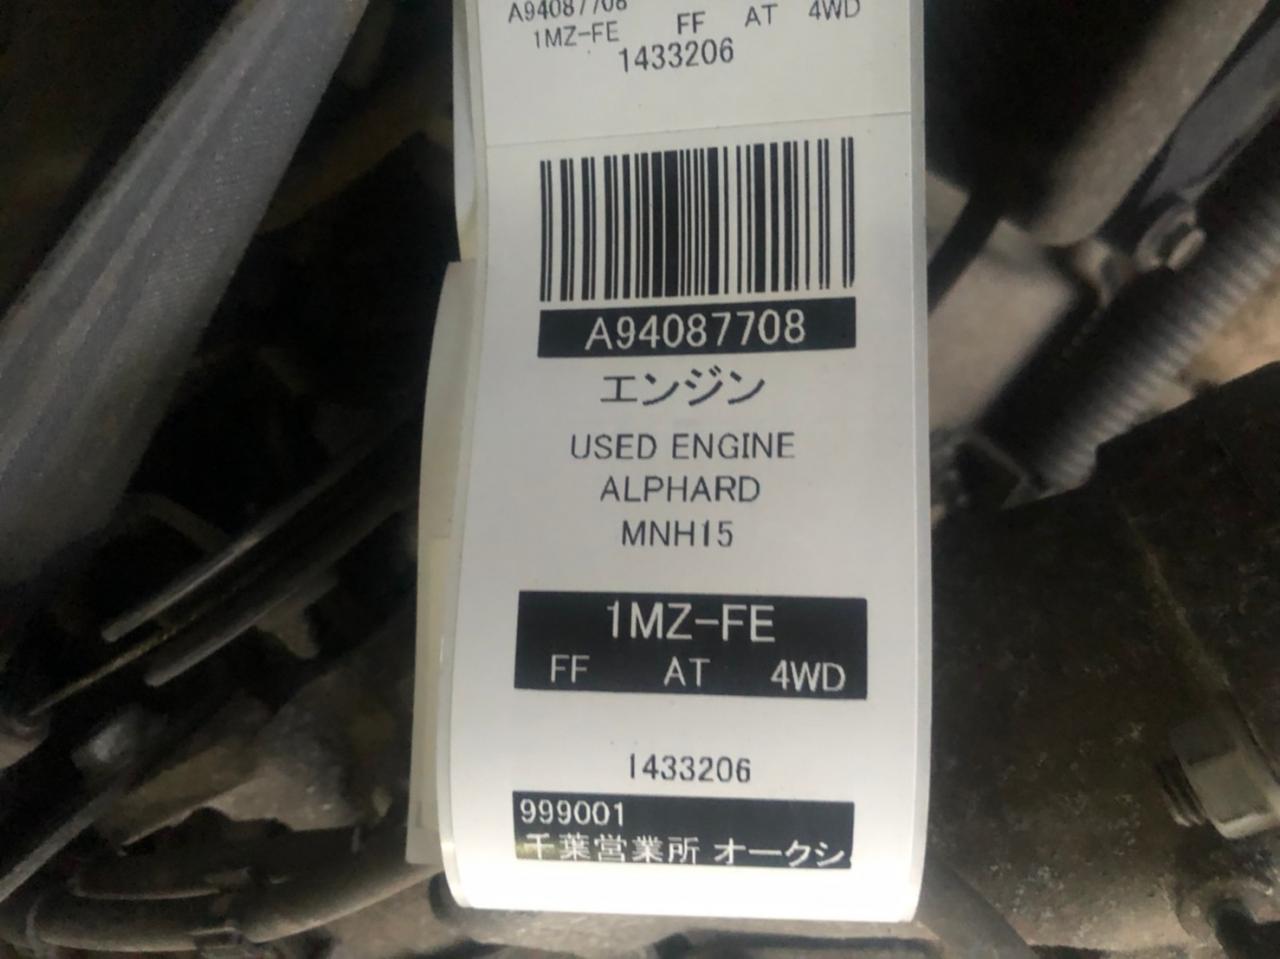 A94087708
1MZ-FE FF AT 4WD
1433206
A94087708
エンジン
USED ENGINE
ALPHARD
MNH15
1MZ-FE
FF AT 4WD
1433206
999001
千葉営業所 オークシ